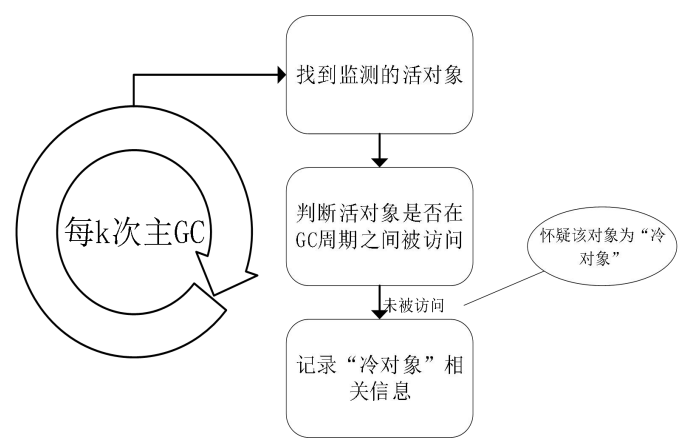 找到监测的活对象
每k次主GC
判断活对象是否在
GC周期之间被访问
怀疑该对象为“冷
对象”
未被访问
记录“冷对象”相
关信息